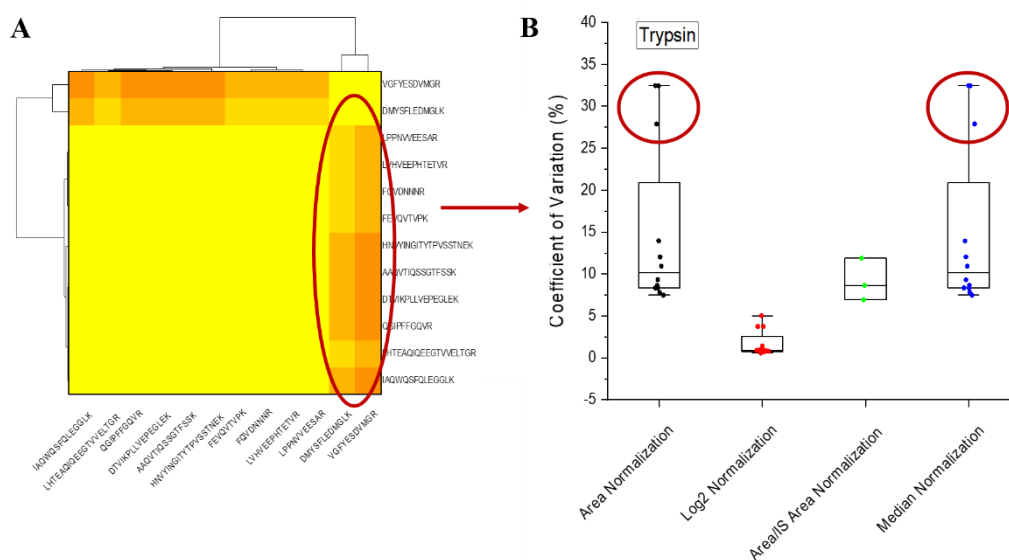 A
VGFYESDVMGR
DMYSFLEDMGLK
LPPNVVEESAR
LVHVEEPHTETVR
FQVDNNNR
FEVQVTVPK
HNVYINGITYTPVSSTNEK
AAQVTIQSSGTFSSK
DTVIKPLLVEPEGLEK
QGIPFFGQVR
LHTEAQIQEEGTVVELTGR
IAQWQSFQLEGGLK
IAQWQSFQLEGGLK
LHTEAQIQEEGTVVELTGR
QGIPFFGQVR
DTVIKPLLVEPEGLEK
AAQVTIQSSGTFSSK
HNVYINGITYTPVSSTNEK
FEVQVTVPK
FQVDNNNR
LVHVEEPHTETVR
LPPNVVEESAR
DMYSFLEDMGLK
VGFYESDVMGR
B
Trypsin
Coefficient of Variation (%)
40
35
30
25
20
15
10
5
0
-5
Area Normalization
Log2 Normalization
Area/IS Area Normalization
Median Normalization